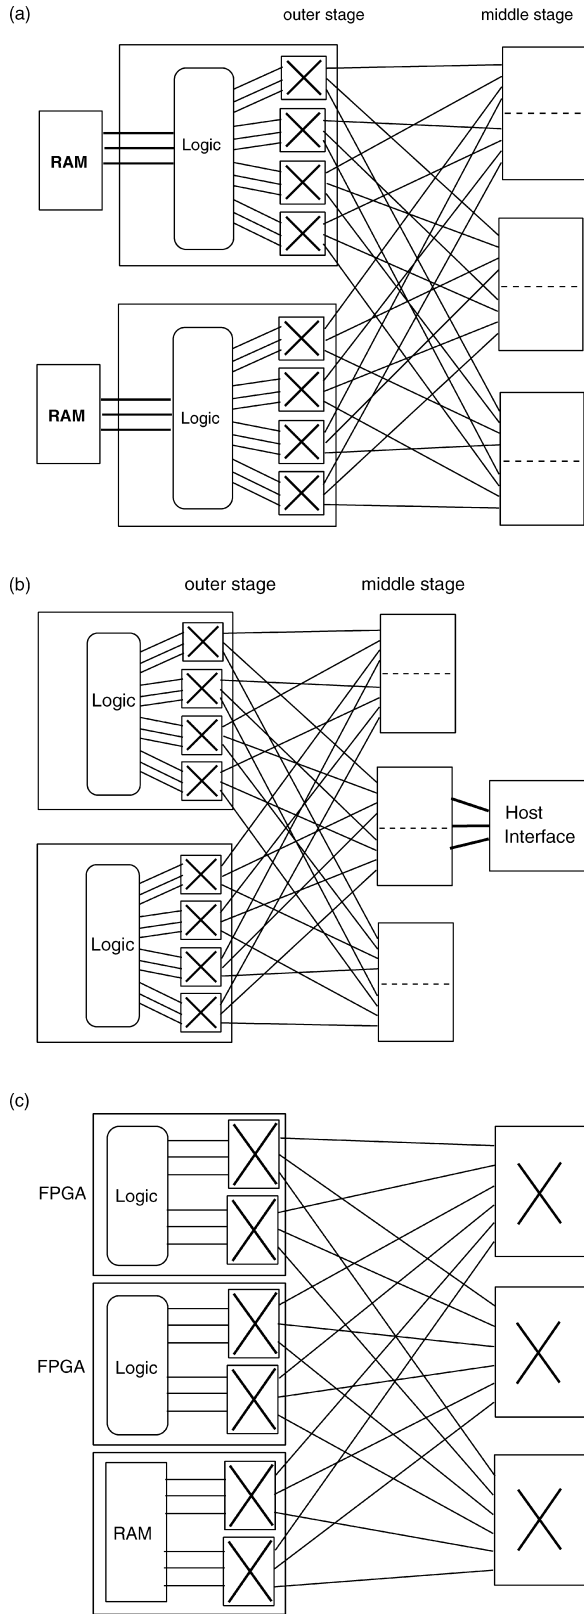 (a)
outer stage middle stage
RAM
Logic
RAM
Logic
(b)
outer stage middle stage
Logic
Host
Interface
Logic
(c)
FPGA
Logic
FPGA
Logic
RAM